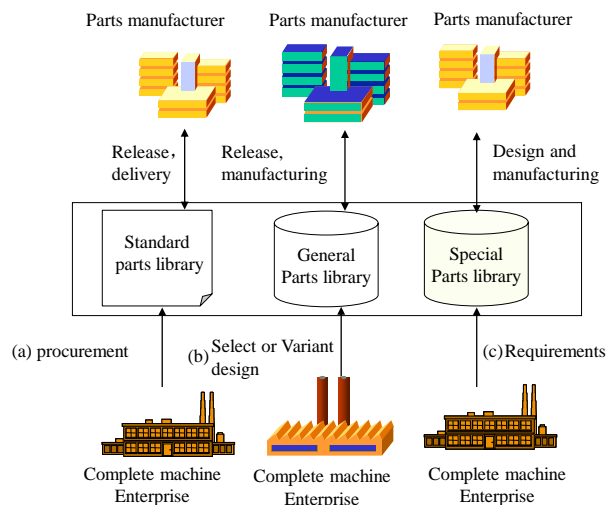 Parts manufacturer
Parts manufacturer
Parts manufacturer
Release,
delivery
Release,
manufacturing
Design and
manufacturing
Standard
parts library
General
Parts library
Special
Parts library
(a) procurement
(b)
Select or Variant
design
(c)
Requirements
Complete machine
Enterprise
Complete machine
Enterprise
Complete machine
Enterprise